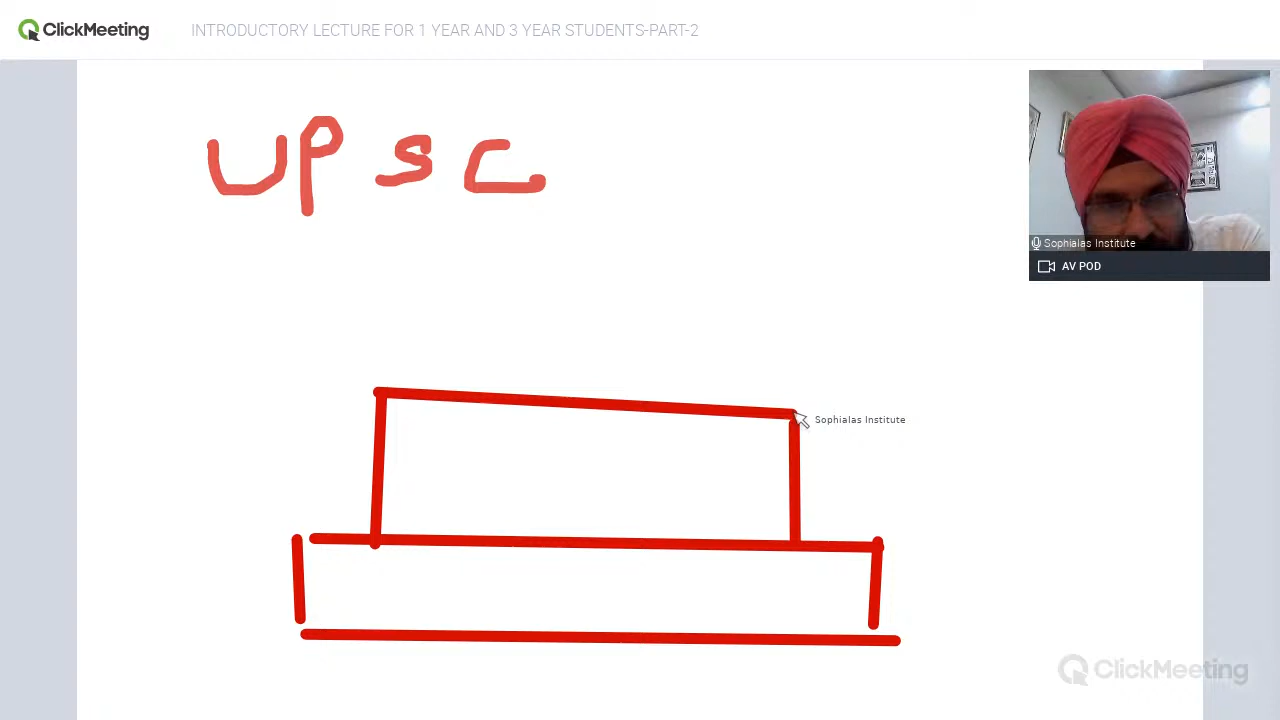 ClickMeeting INTRODUCTORY LECTURE FOR 1 YEAR AND 3 YEAR STUDENTS-PART-2
UPSC
Sophialas Institute
AV POD
Sophialas Institute
ClickMeeting